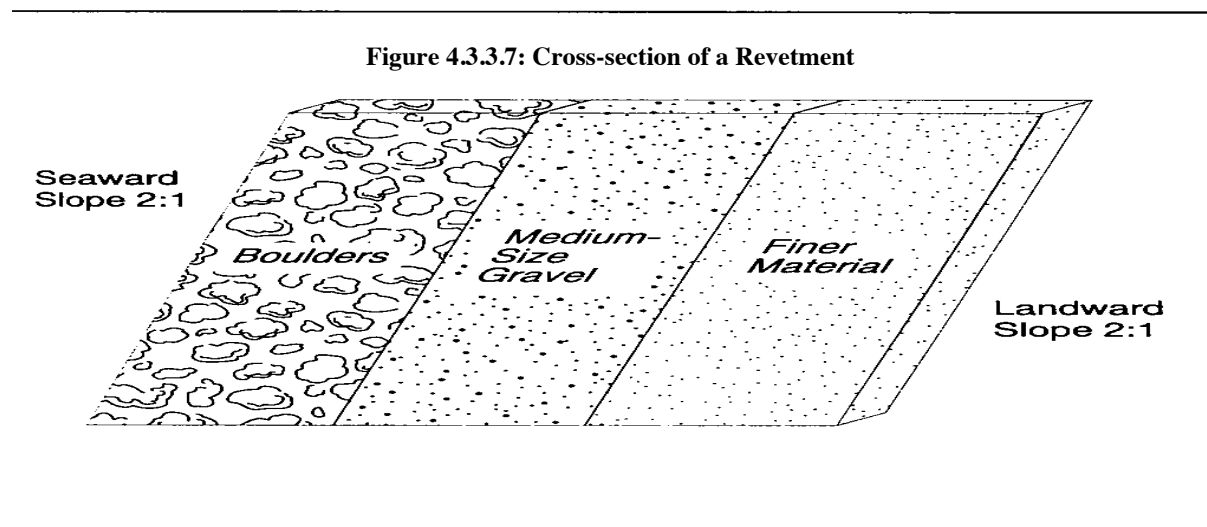 Figure 4.3.3.7: Cross-section of a Revetment
Seaward
Slope 2:1
Boulders
Medium-
Size
Gravel
Finer
Material
Landward
Slope 2:1